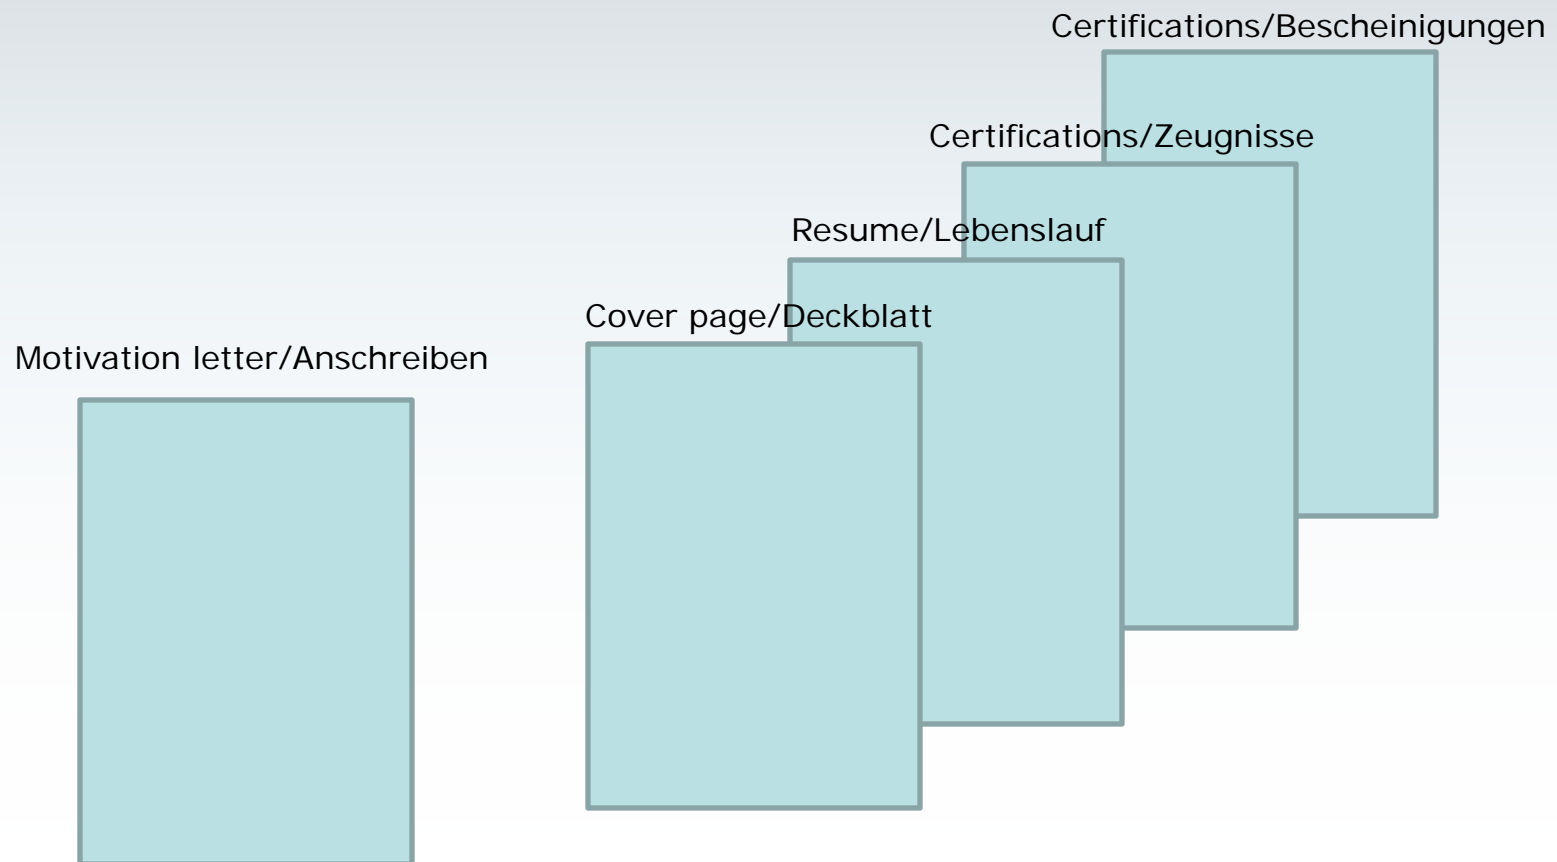 Certifications/Bescheinigungen
Certifications/Zeugnisse
Resume/Lebenslauf
Cover page/Deckblatt
Motivation letter/Anschreiben